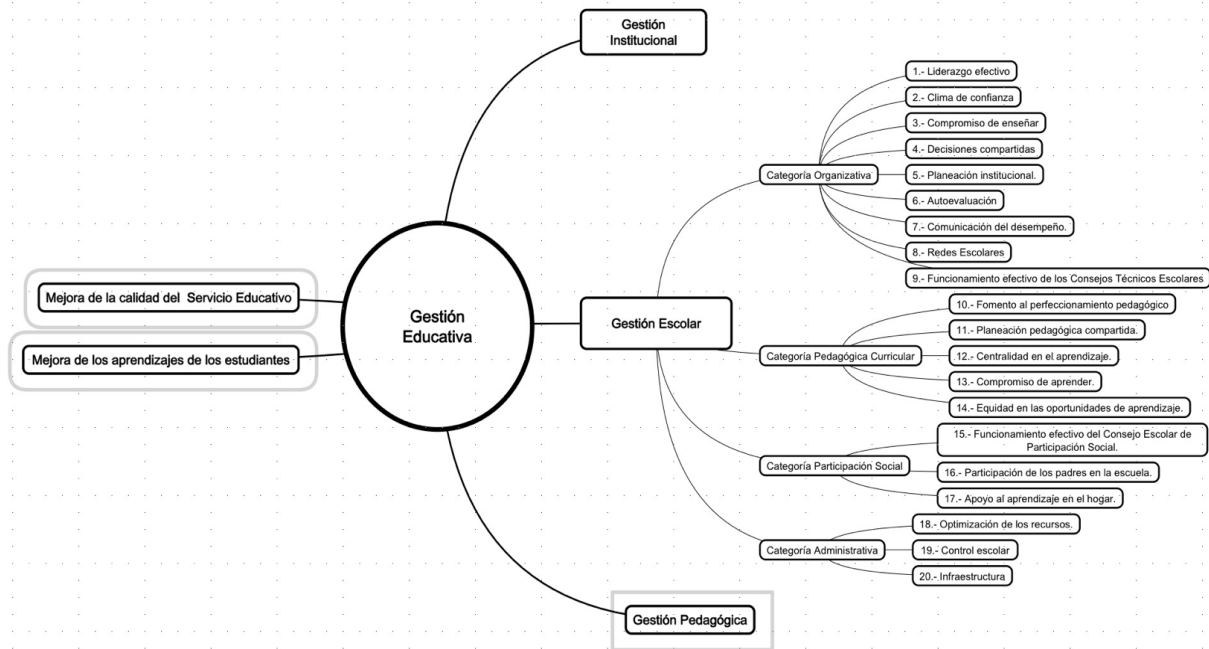 Gestión
Institucional
1.- Liderazgo efectivo
2.- Clima de confianza
3.- Compromiso de enseñar
4.- Decisiones compartidas
Categoría Organizativa
5.- Planeación institucional.
6.- Autoevaluación
7.- Comunicación del desempeño.
8.- Redes Escolares
9.- Funcionamiento efectivo de los Consejos Técnicos Escolares
Mejora de la calidad del Servicio Educativo
Mejora de los aprendizajes de los estudiantes
Gestión
Educativa
Gestión Escolar
10.- Fomento al perfeccionamiento pedagógico
11.- Planeación pedagógica compartida.
Categoría Pedagógica Curricular
12.- Centralidad en el aprendizaje.
13.- Compromiso de aprender.
14.- Equidad en las oportunidades de aprendizaje.
15.- Funcionamiento efectivo del Consejo Escolar de
Participación Social.
Categoría Participación Social
16.- Participación de los padres en la escuela.
17.- Apoyo al aprendizaje en el hogar.
18.- Optimización de los recursos.
Categoría Administrativa
19.- Control escolar
20.- Infraestructura
Gestión Pedagógica